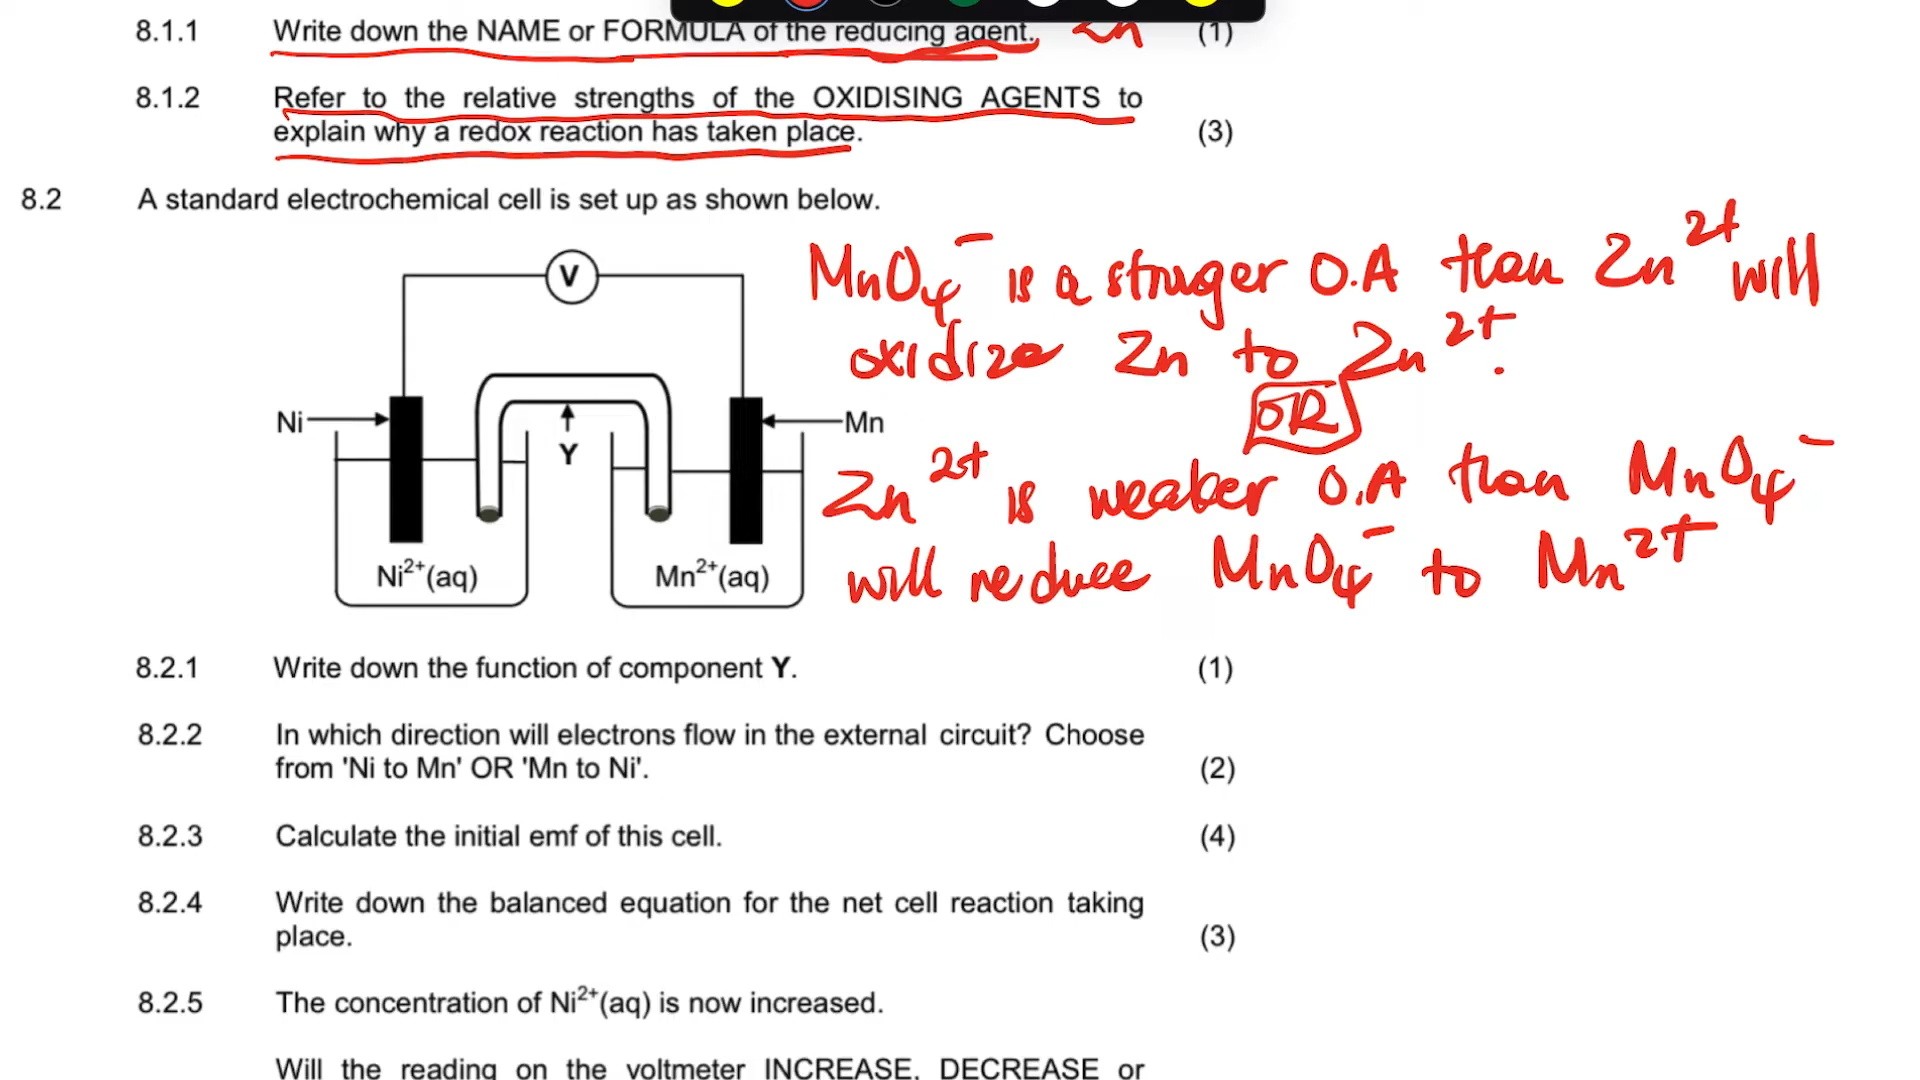 8.1.1 Write down the NAME or FORMULA of the reducing agent. Zn (1)
8.1.2 Refer to the relative strengths of the OXIDISING AGENTS to
explain why a redox reaction has taken place. (3)
8.2 A standard electrochemical cell is set up as shown below.
MnO₄⁻ is a stronger O.A than Zn²⁺ will
oxidize Zn to Zn²⁺.
OR
Zn²⁺ is weaker O.A than MnO₄⁻
will reduce MnO₄⁻ to Mn²⁺
V
Ni
Y
Mn
Ni²⁺(aq)
Mn²⁺(aq)
8.2.1 Write down the function of component Y. (1)
8.2.2 In which direction will electrons flow in the external circuit? Choose
from 'Ni to Mn' OR 'Mn to Ni'. (2)
8.2.3 Calculate the initial emf of this cell. (4)
8.2.4 Write down the balanced equation for the net cell reaction taking
place. (3)
8.2.5 The concentration of Ni²⁺(aq) is now increased.
Will the reading on the voltmeter INCREASE, DECREASE or